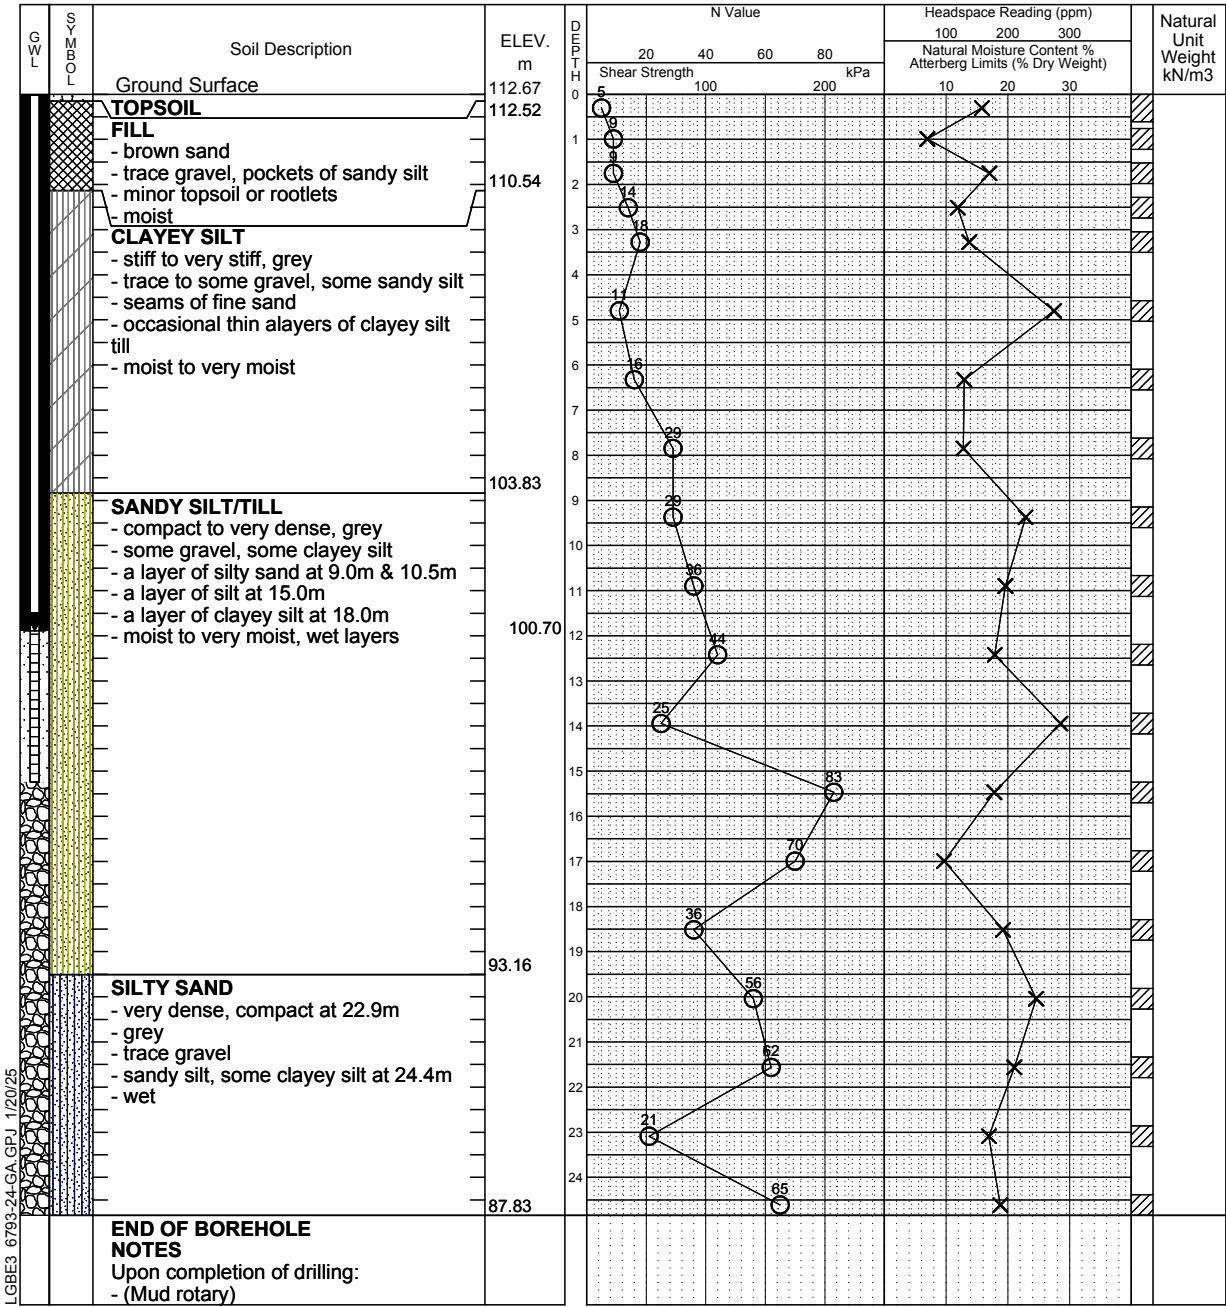 GWL
SYMBOL
Soil Description
ELEV.
m
DEPTH
N Value
20 40 60 80
Shear Strength kPa
100 200
Headspace Reading (ppm)
100 200 300
Natural Moisture Content %
Atterberg Limits (% Dry Weight)
10 20 30
Natural
Unit
Weight
kN/m3
Ground Surface 112.67
TOPSOIL 112.52
FILL
- brown sand
- trace gravel, pockets of sandy silt
110.54
- minor topsoil or rootlets
- moist
CLAYEY SILT
- stiff to very stiff, grey
- trace to some gravel, some sandy silt
- seams of fine sand
- occasional thin alayers of clayey silt
till
- moist to very moist
103.83
SANDY SILT/TILL
- compact to very dense, grey
- some gravel, some clayey silt
- a layer of silty sand at 9.0m & 10.5m
- a layer of silt at 15.0m
- a layer of clayey silt at 18.0m
- moist to very moist, wet layers
100.70
93.16
SILTY SAND
- very dense, compact at 22.9m
- grey
- trace gravel
- sandy silt, some clayey silt at 24.4m
- wet
87.83
END OF BOREHOLE
NOTES
Upon completion of drilling:
- (Mud rotary)
0
1
2
3
4
5
6
7
8
9
10
11
12
13
14
15
16
17
18
19
20
21
22
23
24
5
9
9
14
18
11
16
29
29
36
44
25
83
70
36
56
62
21
65
LGBE3 6793-24-GA.GPJ 1/20/25